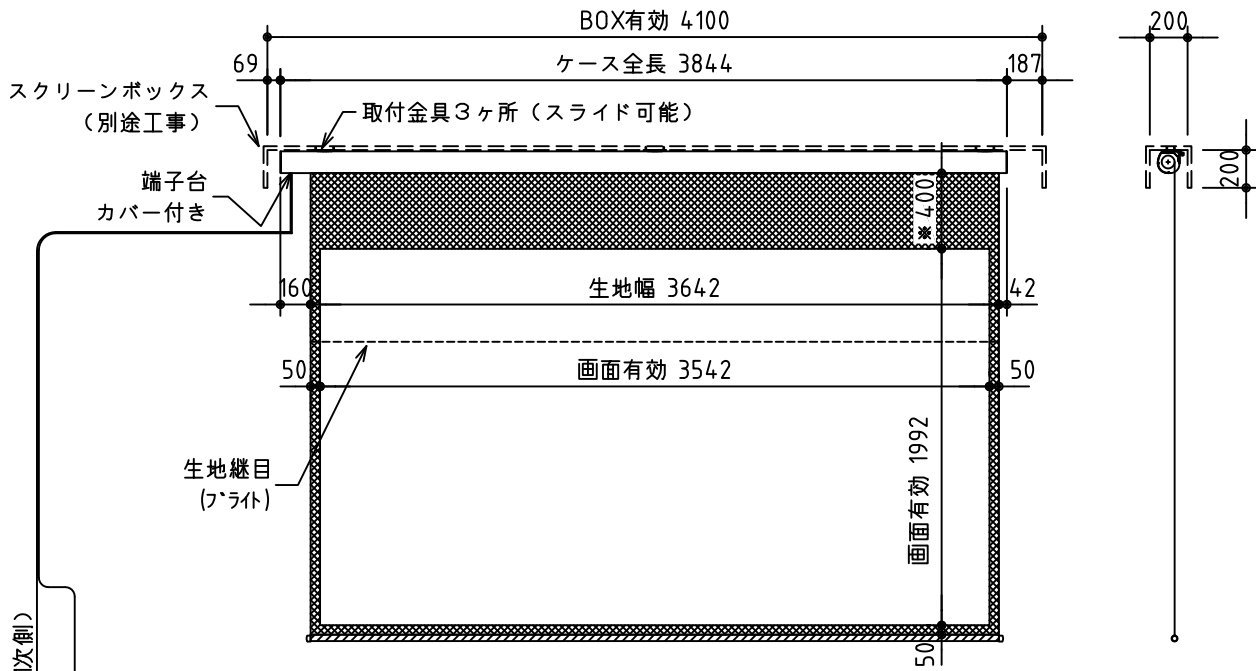 BOX有効 4100
200
69
ケース全長 3844
187
スクリーンボックス
(別途工事)
取付金具3ヶ所 (スライド可能)
200
端子台
カバー付き
※ 400
160
生地幅 3642
42
50
画面有効 3542
50
画面有効 1992
生地継目
(ブライト)
50
次側)